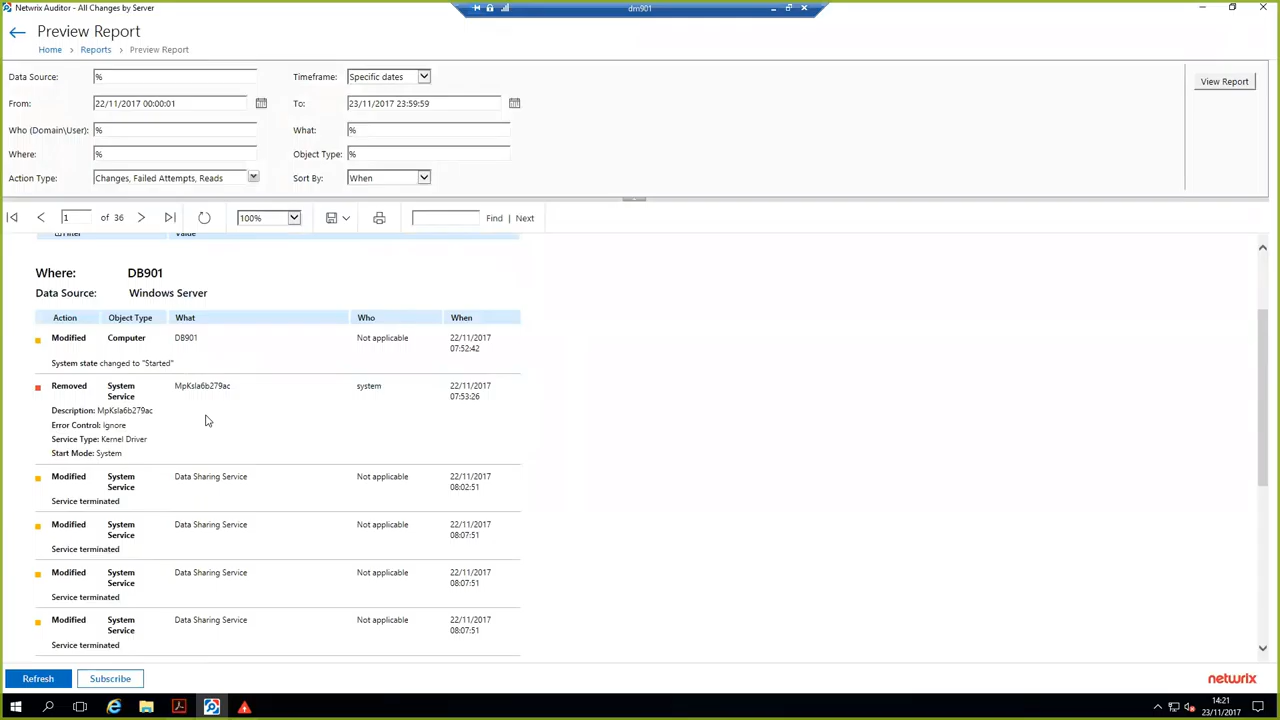 Netwrix Auditor - All Changes by Server
dm901
Preview Report
Home > Reports > Preview Report
Data Source: %
Timeframe: Specific dates
View Report
From: 22/11/2017 00:00:01
To: 23/11/2017 23:59:59
Who (Domain\User): %
What: %
Where: %
Object Type: %
Action Type: Changes, Failed Attempts, Reads
Sort By: When
1 of 36
100%
Find | Next
Filter Value
Where: DB901
Data Source: Windows Server
Action Object Type What Who When
Modified Computer DB901 Not applicable 22/11/2017
07:52:42
System state changed to "Started"
Removed System MpKsla6b279ac system 22/11/2017
Service 07:53:26
Description: MpKsla6b279ac
Error Control: Ignore
Service Type: Kernel Driver
Start Mode: System
Modified System Data Sharing Service Not applicable 22/11/2017
Service 08:02:51
Service terminated
Modified System Data Sharing Service Not applicable 22/11/2017
Service 08:07:51
Service terminated
Modified System Data Sharing Service Not applicable 22/11/2017
Service 08:07:51
Service terminated
Modified System Data Sharing Service Not applicable 22/11/2017
Service 08:07:51
Service terminated
Refresh Subscribe
netwrix
14:21
23/11/2017